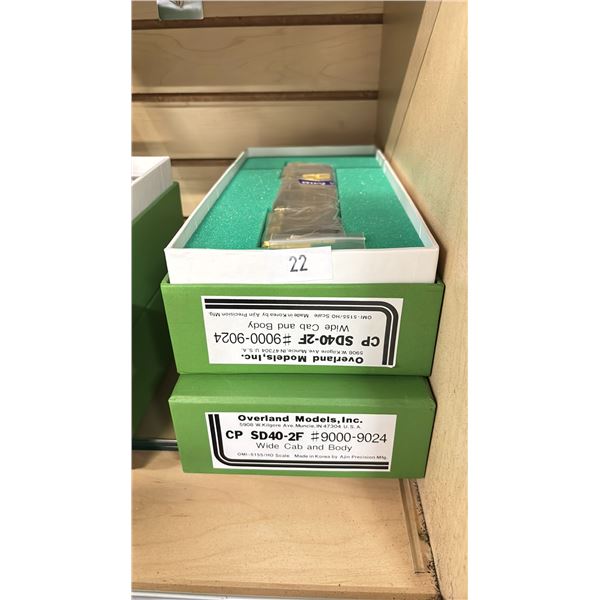 22
OMI-5155/HO Scale Made in Korea by Ajin Precision Mfg.
Wide Cab and Body
CP SD40-2F #9000-9024
5908 W. Kilgore Ave. Muncie, IN 47304 U.S.A.
Overland Models, Inc.
Overland Models, Inc.
5908 W. Kilgore Ave. Muncie, IN 47304 U.S.A.
CP SD40-2F #9000-9024
Wide Cab and Body
OMI-5155/HO Scale Made in Korea by Ajin Precision Mfg.